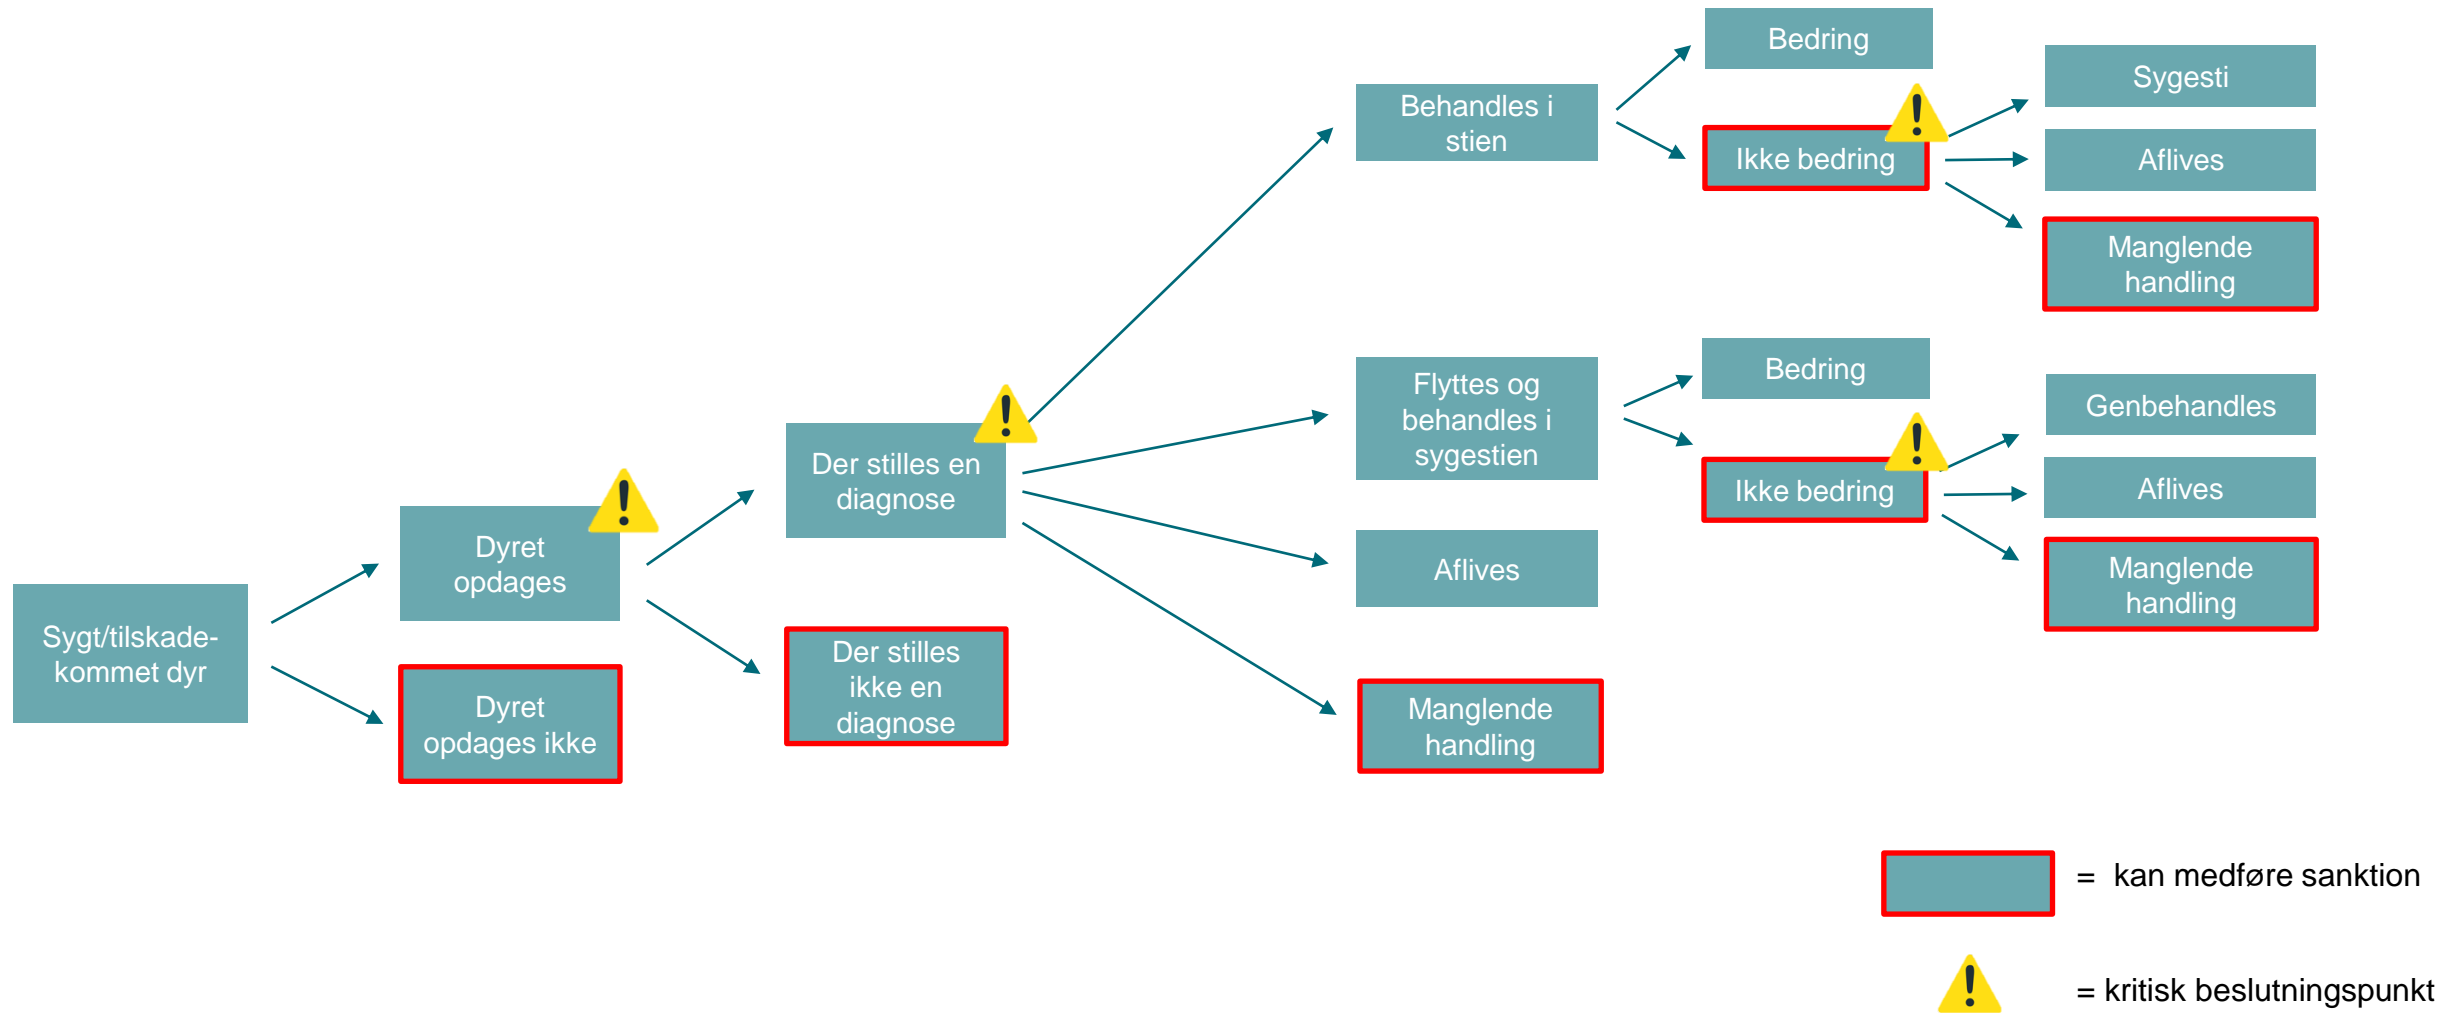 Sygt/tilskade-
kommet dyr
Dyret
opdages
Dyret
opdages ikke
Der stilles en
diagnose
Der stilles
ikke en
diagnose
Behandles i
stien
Flyttes og
behandles i
sygestien
Aflives
Manglende
handling
Bedring
Ikke bedring
Bedring
Ikke bedring
Sygesti
Aflives
Manglende
handling
Genbehandles
Aflives
Manglende
handling
= kan medføre sanktion
= kritisk beslutningspunkt